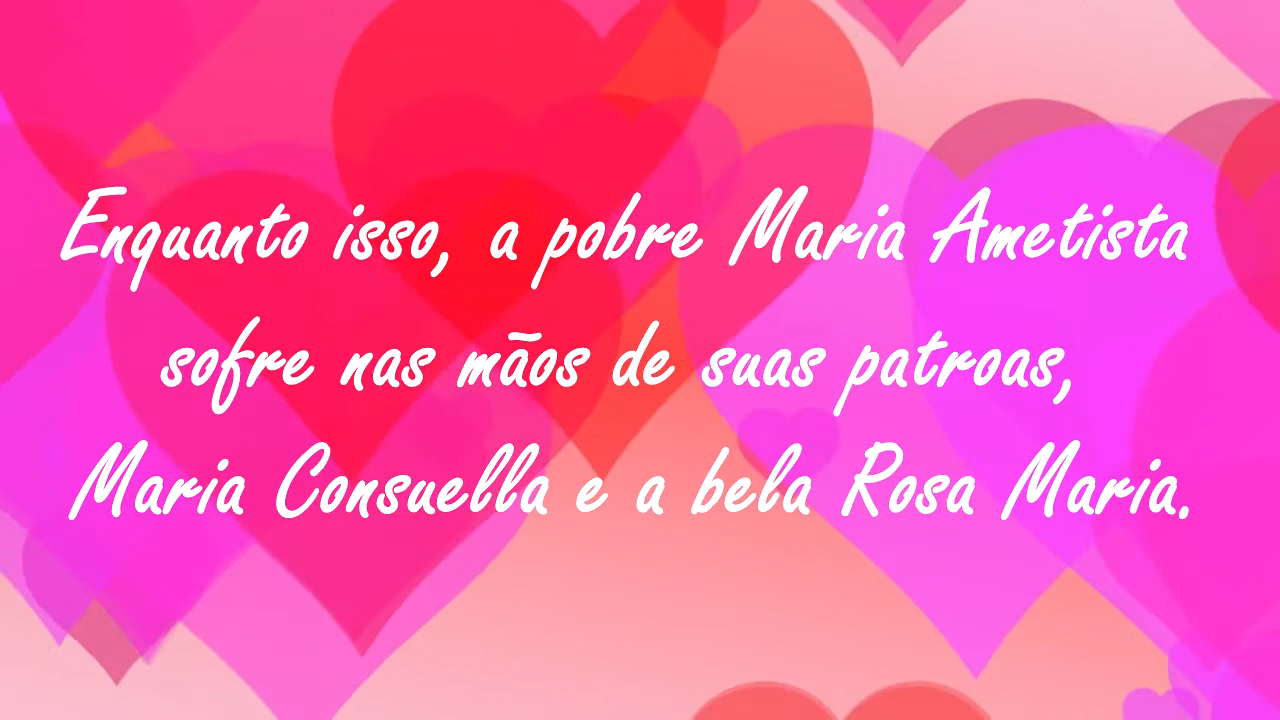 Enquanto isso, a pobre Maria Ametista
sofre nas mãos de suas patroas,
Maria Consuella e a bela Rosa Maria.